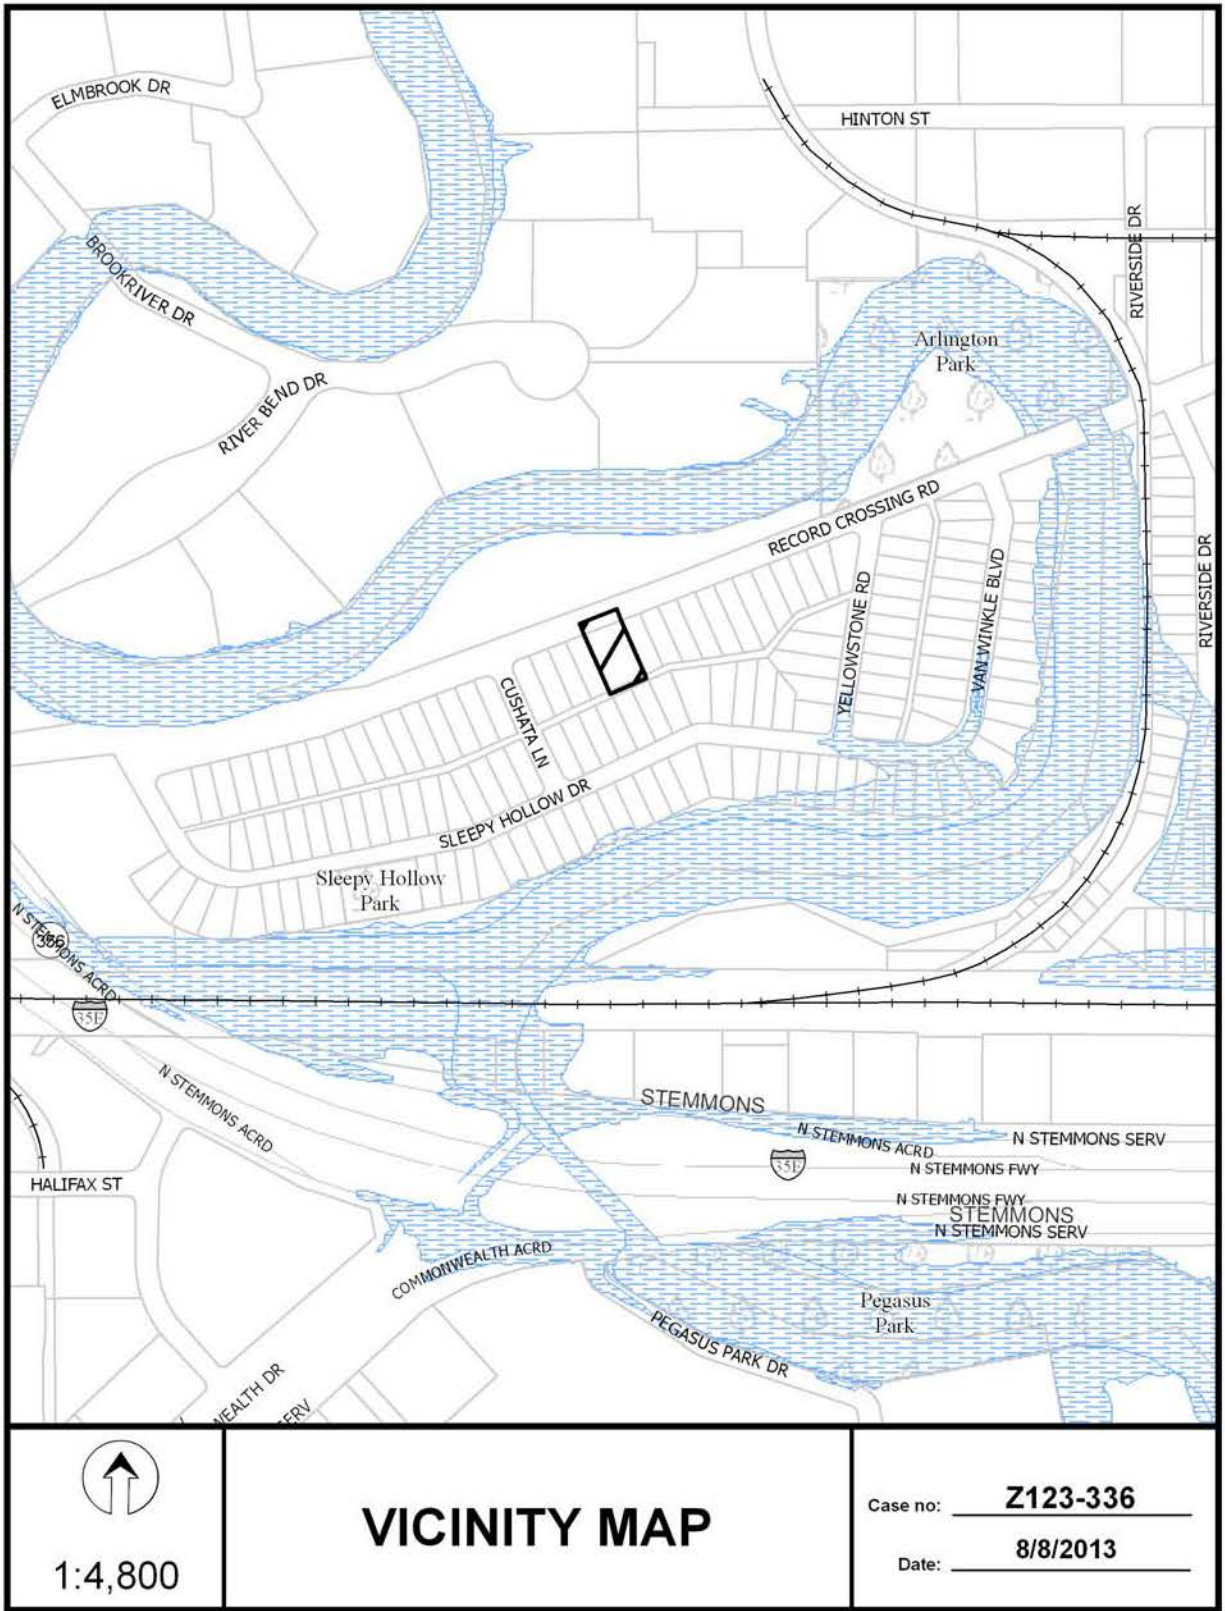 ELMBROOK DR
HINTON ST
RIVERSIDE DR
BROOKRIVER DR
Arlington
Park
RIVER BEND DR
RECORD CROSSING RD
RIVERSIDE DR
YELLOWSTONE RD
VAN WINKLE BLVD
CUSHATA LN
SLEEPY HOLLOW DR
Sleepy Hollow
Park
N STEMMONS ACRD
35E
N STEMMONS ACRD
STEMMONS
N STEMMONS ACRD
N STEMMONS SERV
35E
N STEMMONS FWY
HALIFAX ST
N STEMMONS FWY
STEMMONS
N STEMMONS SERV
COMMONWEALTH ACRD
Pegasus
Park
PEGASUS PARK DR
WEALTH DR
SERV
1:4,800
VICINITY MAP
Case no: Z123-336
Date: 8/8/2013